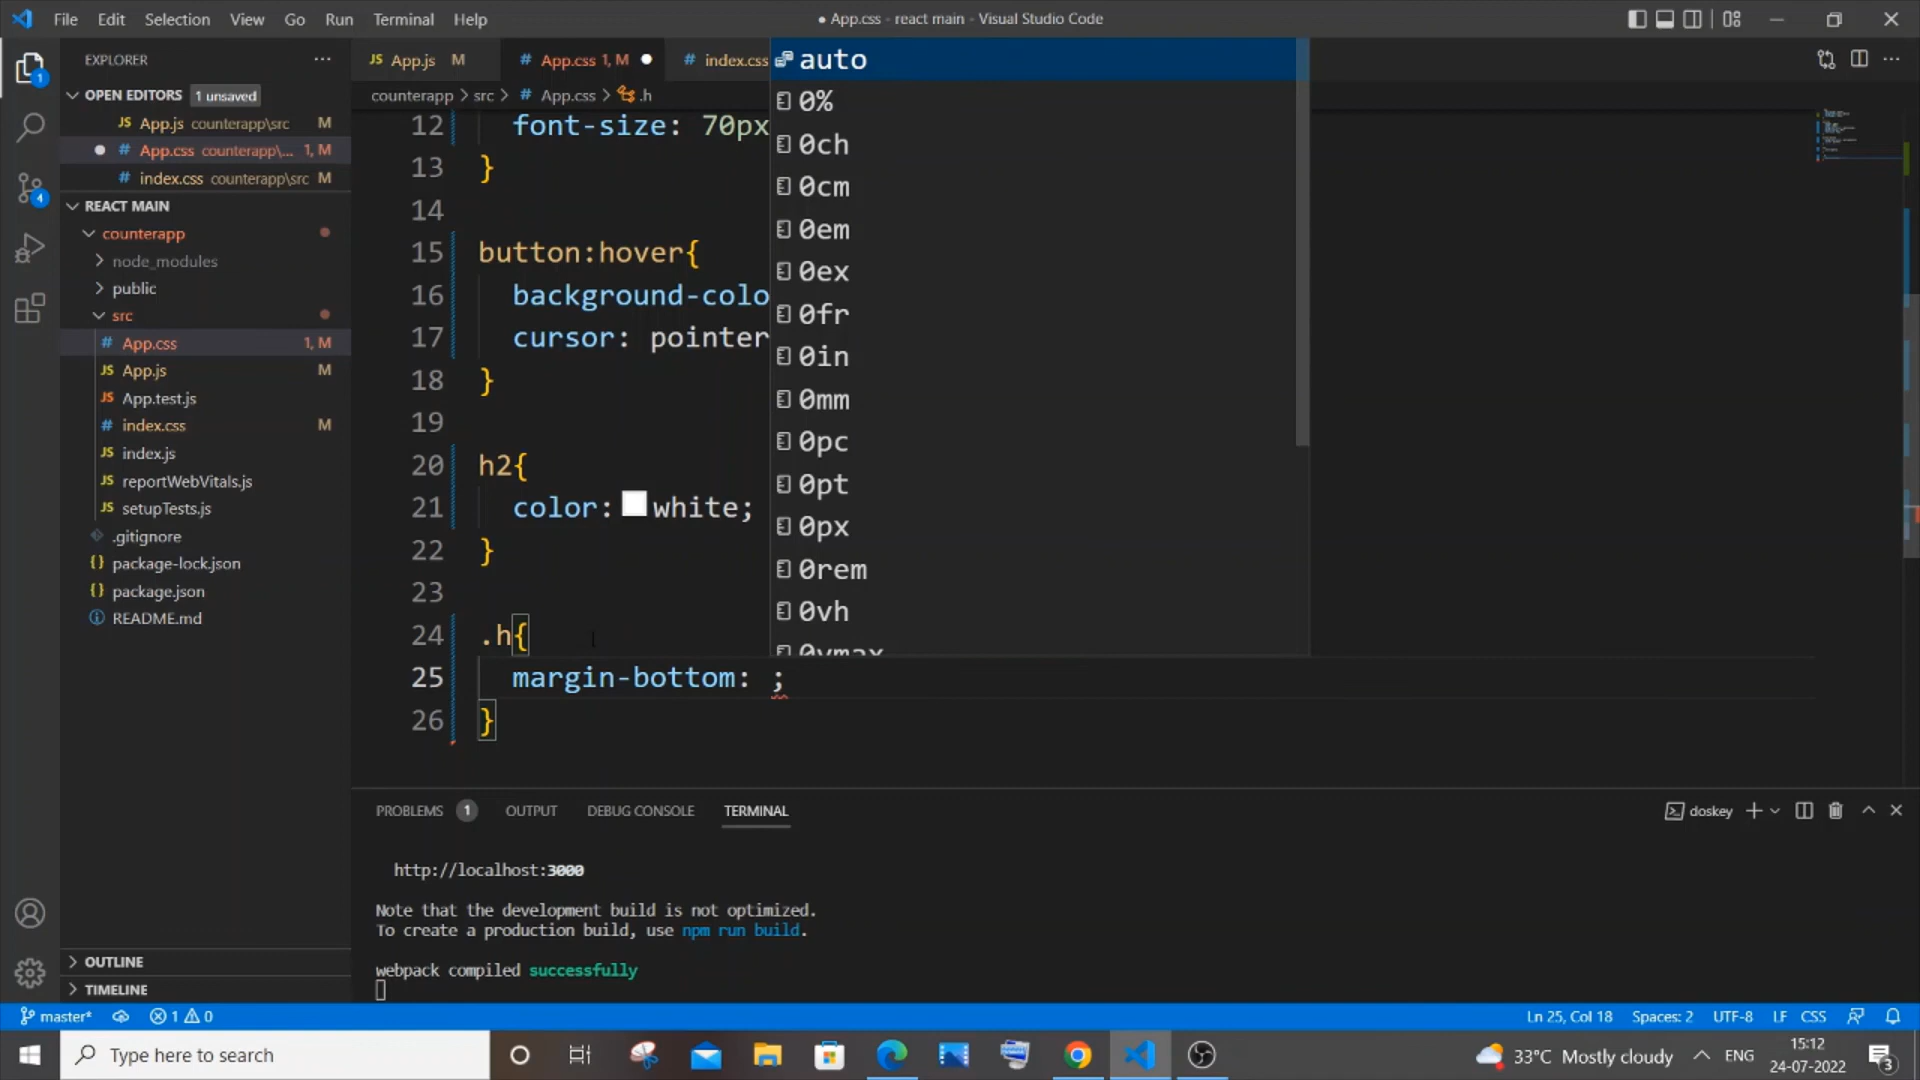 File Edit Selection View Go Run Terminal Help
● App.css - react main - Visual Studio Code
EXPLORER
OPEN EDITORS 1 unsaved
JS App.js counterapp\src M
# App.css counterapp\... 1, M
# index.css counterapp\src M
REACT MAIN
counterapp
node_modules
public
src
# App.css 1, M
JS App.js M
JS App.test.js
# index.css M
JS index.js
JS reportWebVitals.js
JS setupTests.js
.gitignore
{} package-lock.json
{} package.json
README.md
OUTLINE
TIMELINE
JS App.js M
# App.css 1, M
# index.css
counterapp > src > # App.css > .h
12 font-size: 70px
13 }
14
15 button:hover{
16 background-colo
17 cursor: pointer
18 }
19
20 h2{
21 color: white;
22 }
23
24 .h{
25 margin-bottom: ;
26 }
auto
0%
0ch
0cm
0em
0ex
0fr
0in
0mm
0pc
0pt
0px
0rem
0vh
0vmax
PROBLEMS 1 OUTPUT DEBUG CONSOLE TERMINAL
doskey
http://localhost:3000
Note that the development build is not optimized.
To create a production build, use npm run build.
webpack compiled successfully
master* 1 0
Ln 25, Col 18 Spaces: 2 UTF-8 LF CSS
Type here to search
33°C Mostly cloudy
ENG
15:12
24-07-2022
3
1
4